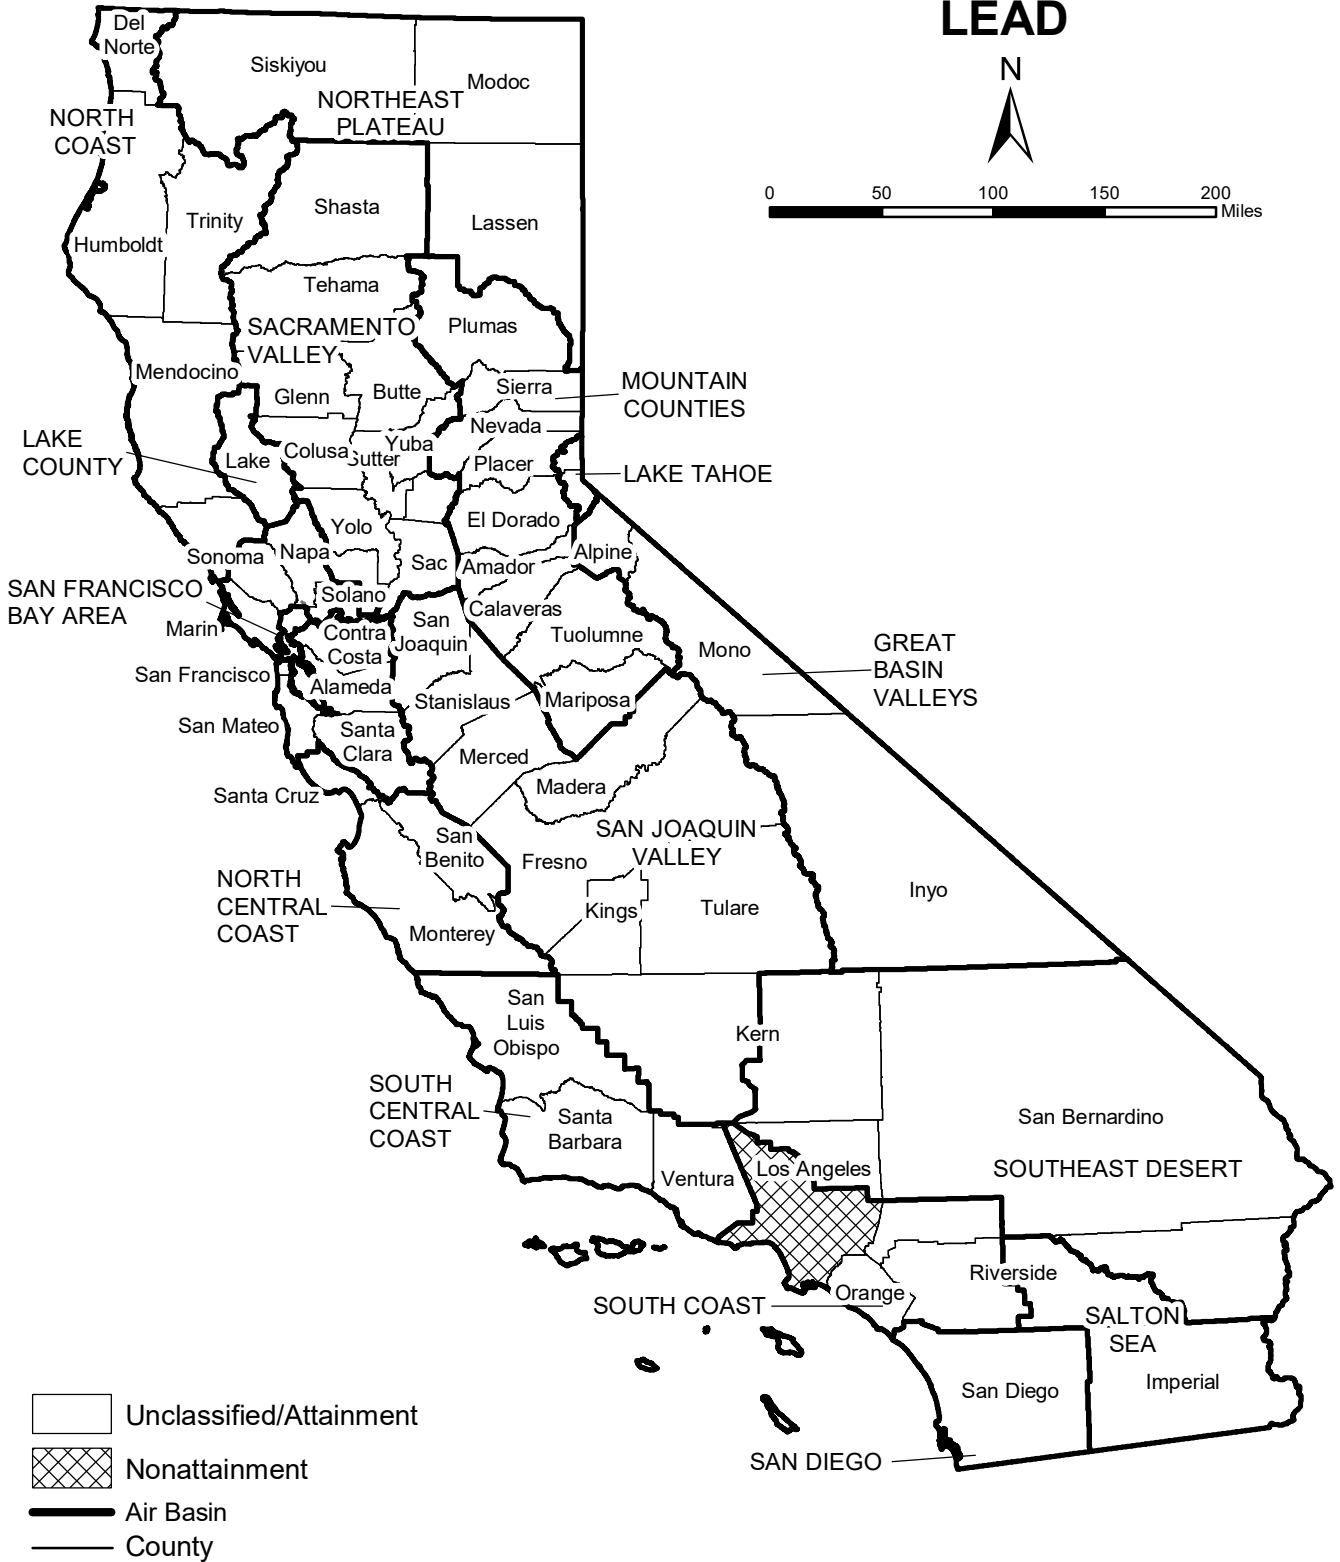 LEAD
N
0 50 100 150 200
Miles
Del
Norte
Siskiyou
Modoc
NORTHEAST
PLATEAU
NORTH
COAST
Shasta
Trinity
Lassen
Humboldt
Tehama
SACRAMENTO
VALLEY
Plumas
Mendocino
Glenn
Butte
Sierra
MOUNTAIN
COUNTIES
Nevada
LAKE
COUNTY
Lake
Colusa
Sutter
Yuba
Placer
LAKE TAHOE
Yolo
El Dorado
Sonoma
Napa
Sac
Amador
Alpine
SAN FRANCISCO
BAY AREA
Solano
Calaveras
Marin
Contra
Costa
San
Joaquin
Tuolumne
Mono
GREAT
BASIN
VALLEYS
San Francisco
Alameda
Stanislaus
Mariposa
San Mateo
Santa
Clara
Merced
Madera
Santa Cruz
San
Benito
SAN JOAQUIN
VALLEY
Fresno
NORTH
CENTRAL
COAST
Kings
Tulare
Inyo
Monterey
San
Luis
Obispo
Kern
SOUTH
CENTRAL
COAST
Santa
Barbara
San Bernardino
Ventura
Los Angeles
SOUTHEAST DESERT
Riverside
Orange
SOUTH COAST
SALTON
SEA
San Diego
Imperial
SAN DIEGO
Unclassified/Attainment
Nonattainment
Air Basin
County